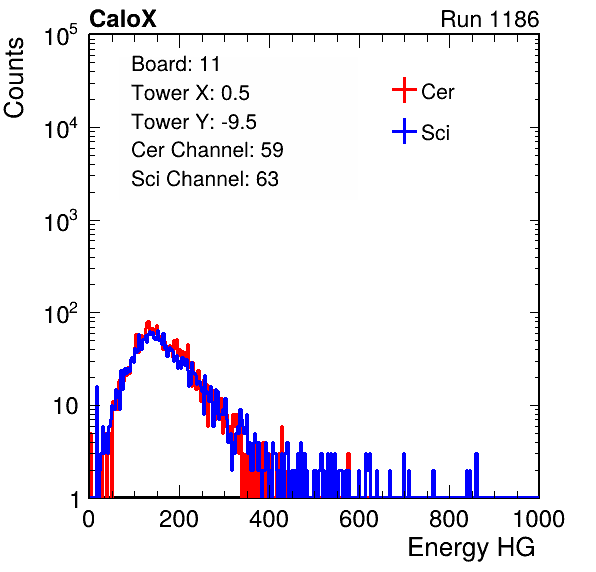 CaloX Run 1186
Counts
Board: 11
Tower X: 0.5
Tower Y: -9.5
Cer Channel: 59
Sci Channel: 63
Cer
Sci
10^5
10^4
10^3
10^2
10
1
0 200 400 600 800 1000
Energy HG